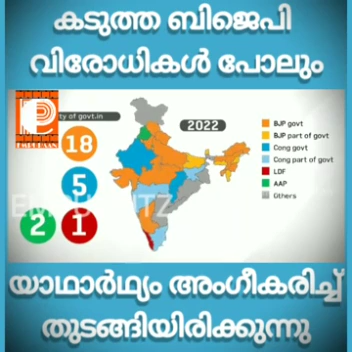 കടുത്ത ബിജെപി
വിരോധികൾ പോലും
ty of govt.in
2022
18
5
2
1
BJP govt
BJP part of govt
Cong govt
Cong part of govt
LDF
AAP
Others
യാഥാർഥ്യം അംഗീകരിച്ച്
തുടങ്ങിയിരിക്കുന്നു